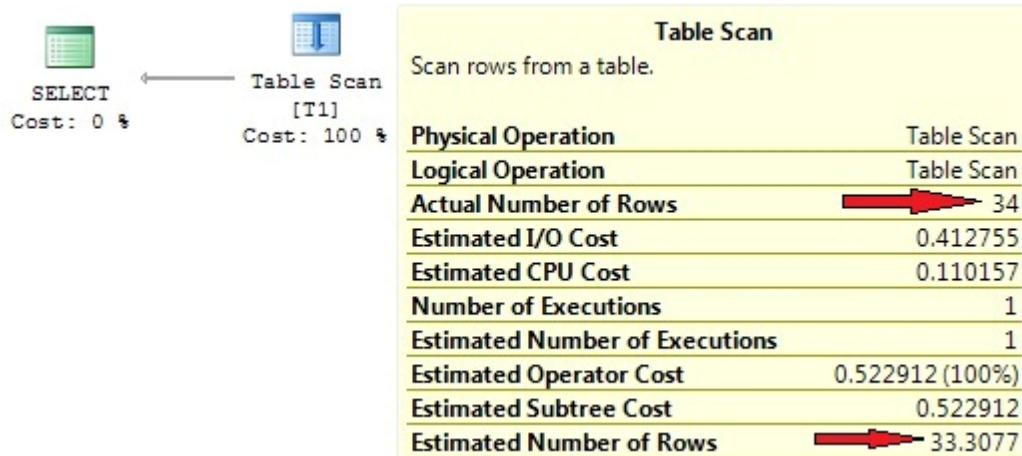 SELECT
Cost: 0 %
Table Scan
[T1]
Cost: 100 %
Table Scan
Scan rows from a table.
Physical Operation Table Scan
Logical Operation Table Scan
Actual Number of Rows 34
Estimated I/O Cost 0.412755
Estimated CPU Cost 0.110157
Number of Executions 1
Estimated Number of Executions 1
Estimated Operator Cost 0.522912 (100%)
Estimated Subtree Cost 0.522912
Estimated Number of Rows 33.3077